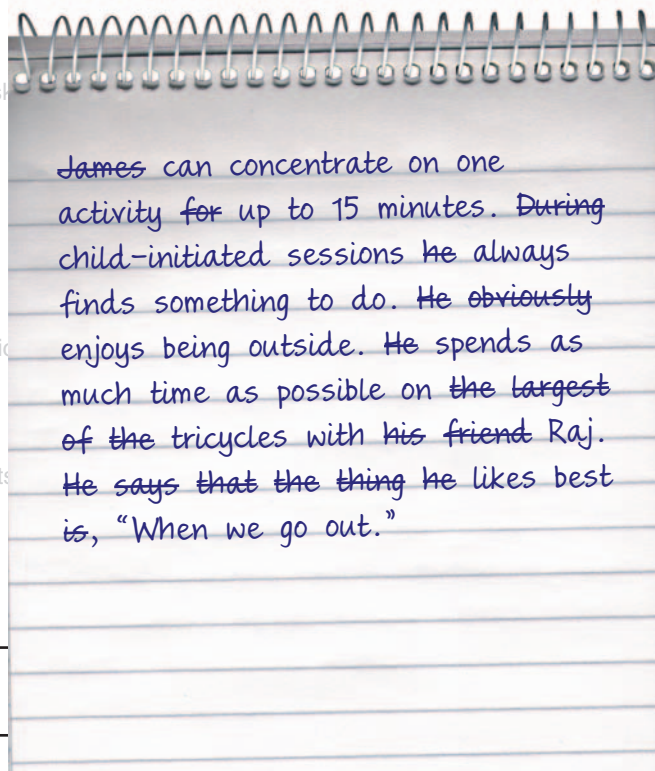 James can concentrate on one
activity for up to 15 minutes. During
child-initiated sessions he always
finds something to do. He obviously
enjoys being outside. He spends as
much time as possible on the largest
of the tricycles with his friend Raj.
He says that the thing he likes best
is, “When we go out.”